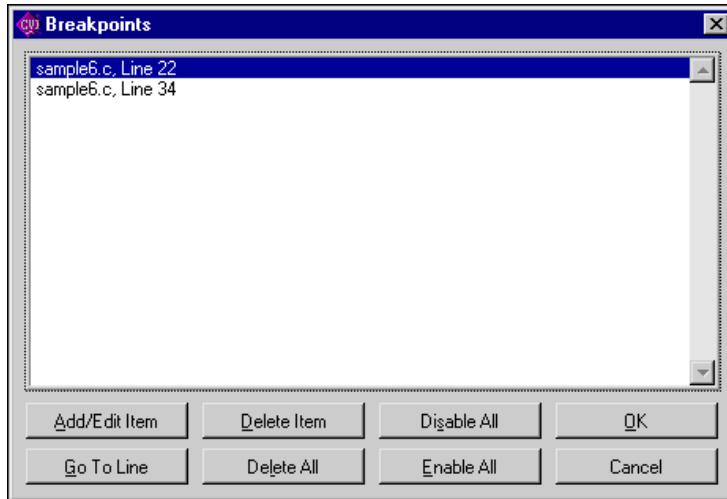 CVI Breakpoints
sample6.c, Line 22
sample6.c, Line 34
Add/Edit Item Delete Item Disable All OK
Go To Line Delete All Enable All Cancel